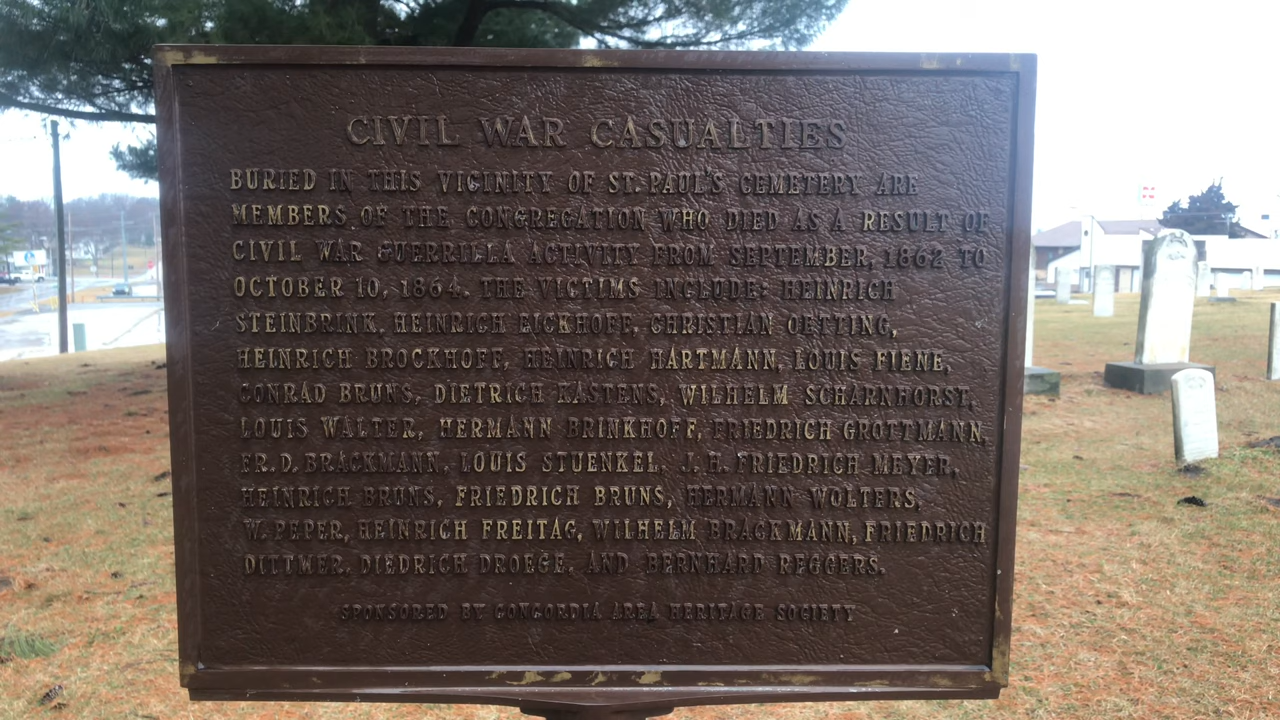 CIVIL WAR CASUALTIES
BURIED IN THIS VICINITY OF ST. PAUL'S CEMETERY ARE
MEMBERS OF THE CONGREGATION WHO DIED AS A RESULT OF
CIVIL WAR GUERRILLA ACTIVITY FROM SEPTEMBER, 1862 TO
OCTOBER 10, 1864. THE VICTIMS INCLUDE: HEINRICH
STEINBRINK, HEINRICH EICKHOFF, CHRISTIAN OETTING,
HEINRICH BROCKHOFF, HEINRICH HARTMANN, LOUIS FIENE,
CONRAD BRUNS, DIETRICH KASTENS, WILHELM SCHARNHORST,
LOUIS WALTER, HERMANN BRINKHOFF, FRIEDRICH GROTTMANN,
FR. D. BRACKMANN, LOUIS STUENKEL, J. H. FRIEDRICH MEYER,
HEINRICH BRUNS, FRIEDRICH BRUNS, HERMANN WOLTERS,
W. PEPER, HEINRICH FREITAG, WILHELM BRACKMANN, FRIEDRICH
DITTMER, DIEDRICH DROEGE, AND BERNHARD REGGERS.
SPONSORED BY CONCORDIA AREA HERITAGE SOCIETY